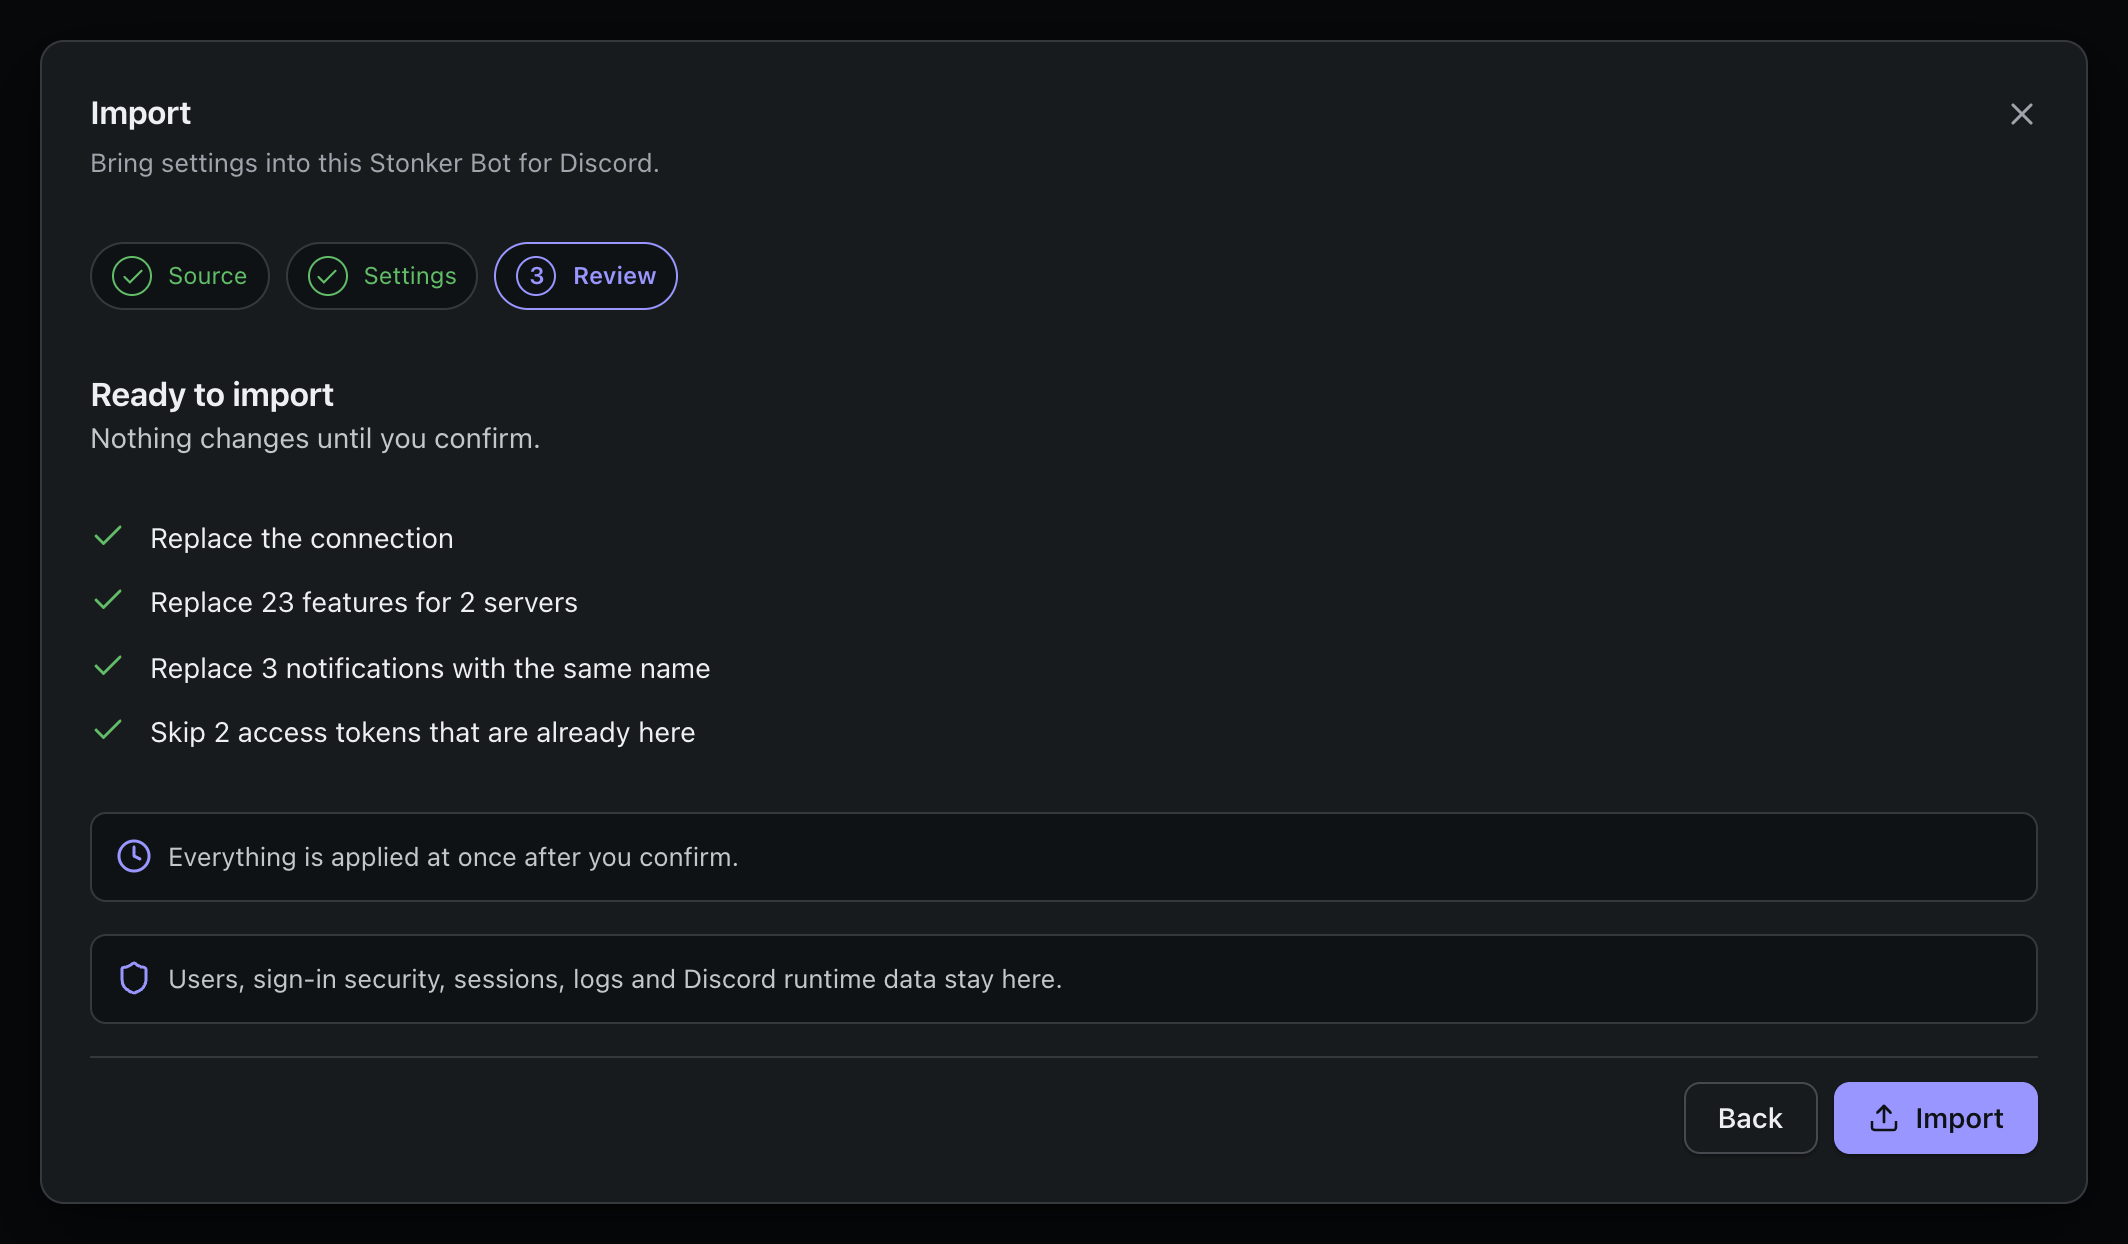 Import
Bring settings into this Stonker Bot for Discord.
Source
Settings
3 Review
Ready to import
Nothing changes until you confirm.
Replace the connection
Replace 23 features for 2 servers
Replace 3 notifications with the same name
Skip 2 access tokens that are already here
Everything is applied at once after you confirm.
Users, sign-in security, sessions, logs and Discord runtime data stay here.
Back
Import